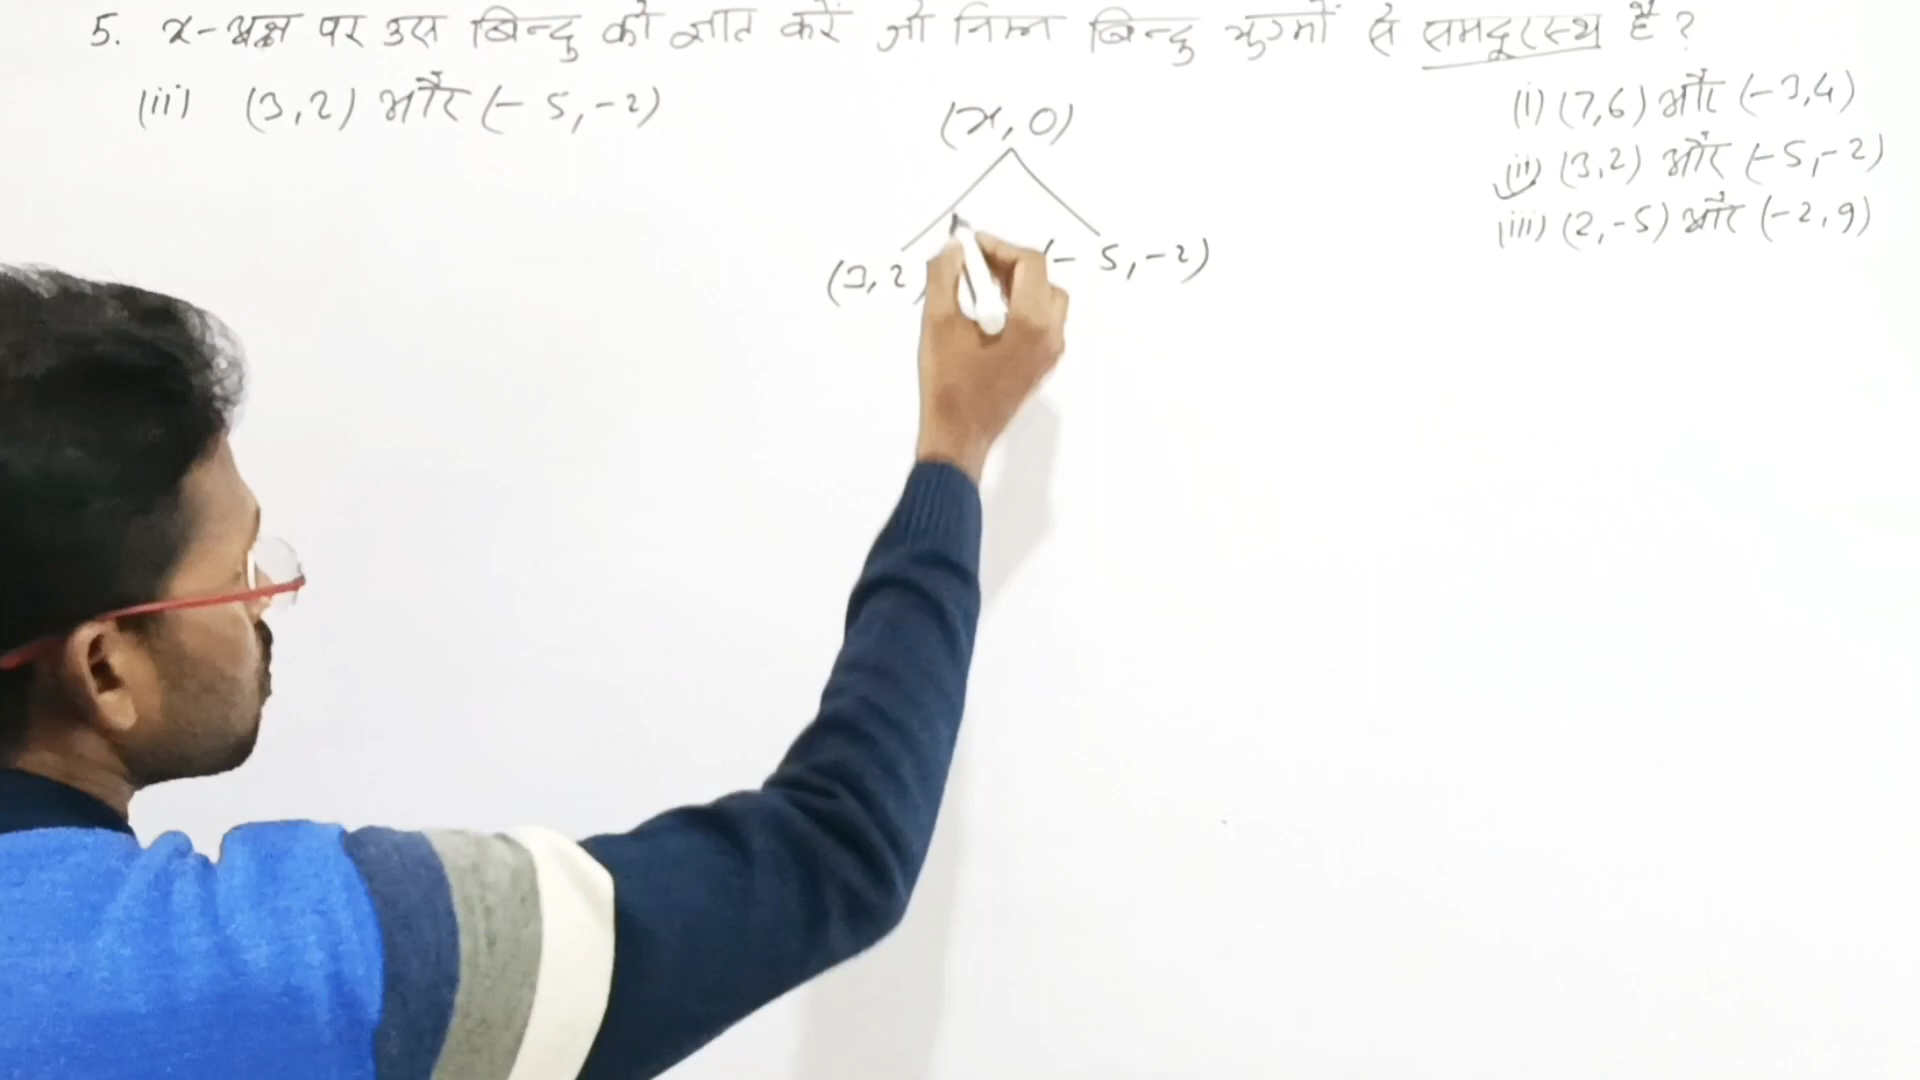 5. x-अक्ष पर उस बिन्दु को ज्ञात करें जो निम्न बिन्दु युग्मों से समदूरस्थ है ?
(ii) (3,2) और (-5,-2)
(x,0)
(3,2
(-5,-2)
(i) (7,6) और (-3,4)
(ii) (3,2) और (-5,-2)
(iii) (2,-5) और (-2,9)